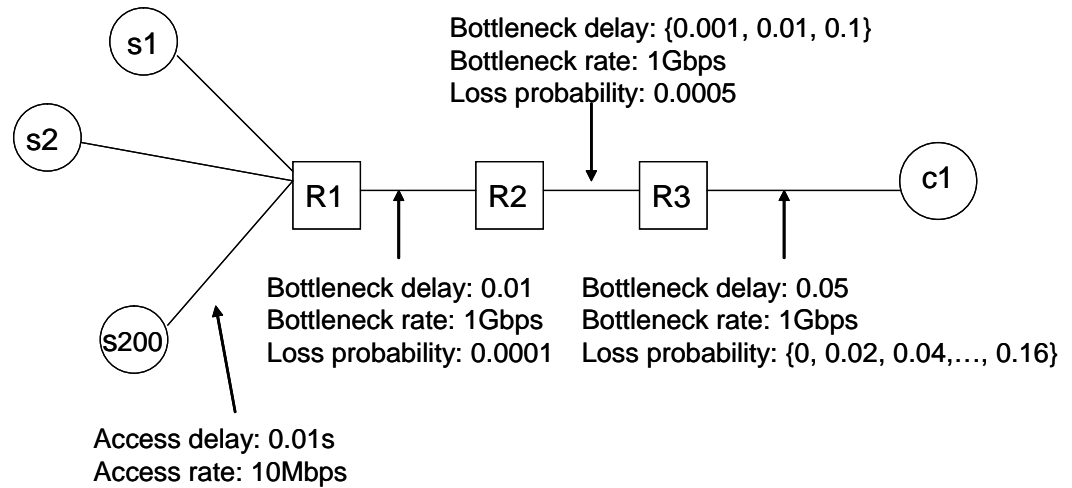 s1
Bottleneck delay: {0.001, 0.01, 0.1}
Bottleneck rate: 1Gbps
Loss probability: 0.0005
s2
R1
R2
R3
c1
Bottleneck delay: 0.01
Bottleneck rate: 1Gbps
Loss probability: 0.0001
Bottleneck delay: 0.05
Bottleneck rate: 1Gbps
Loss probability: {0, 0.02, 0.04,..., 0.16}
s200
Access delay: 0.01s
Access rate: 10Mbps